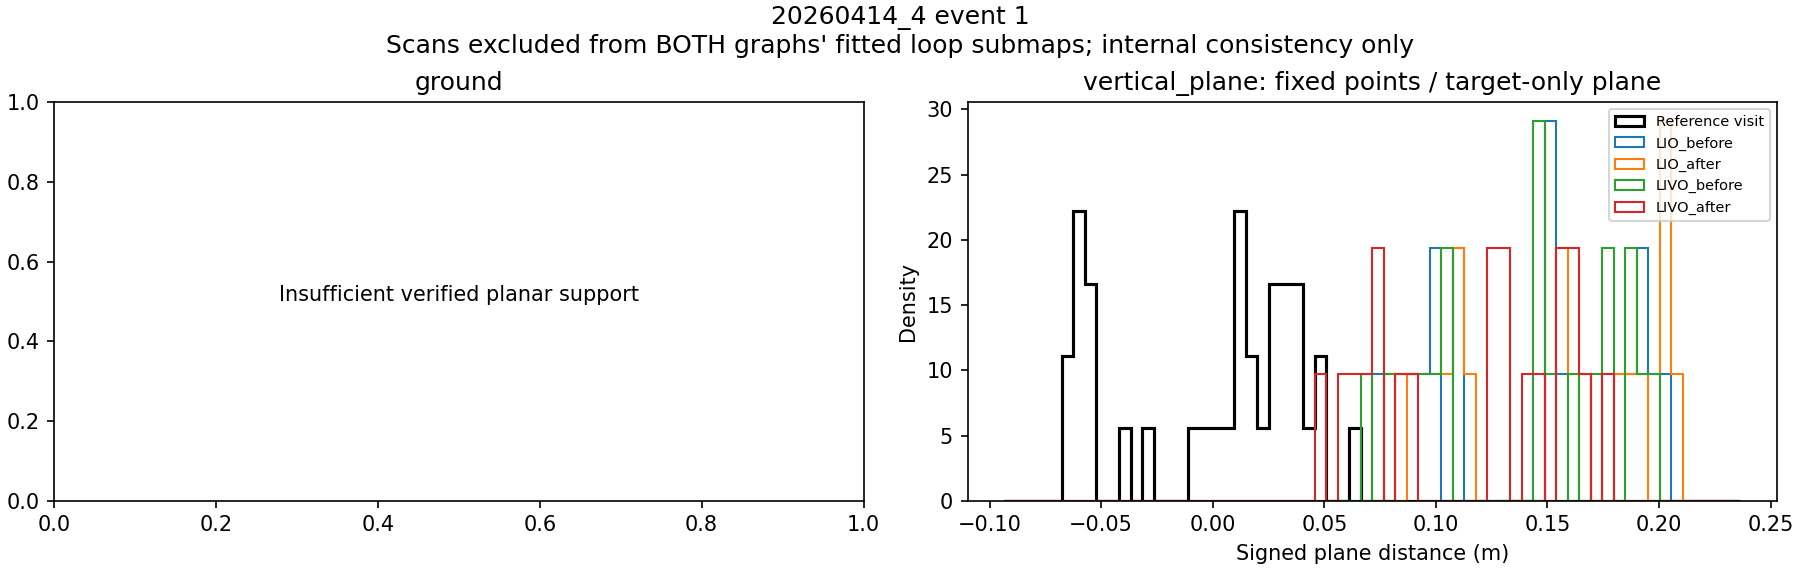 20260414_4 event 1
Scans excluded from BOTH graphs' fitted loop submaps; internal consistency only
ground
1.0
0.8
0.6
0.4
0.2
0.0
Insufficient verified planar support
0.0 0.2 0.4 0.6 0.8 1.0
vertical_plane: fixed points / target-only plane
Density
30
25
20
15
10
5
0
Reference visit
LIO_before
LIO_after
LIVO_before
LIVO_after
−0.10 −0.05 0.00 0.05 0.10 0.15 0.20 0.25
Signed plane distance (m)